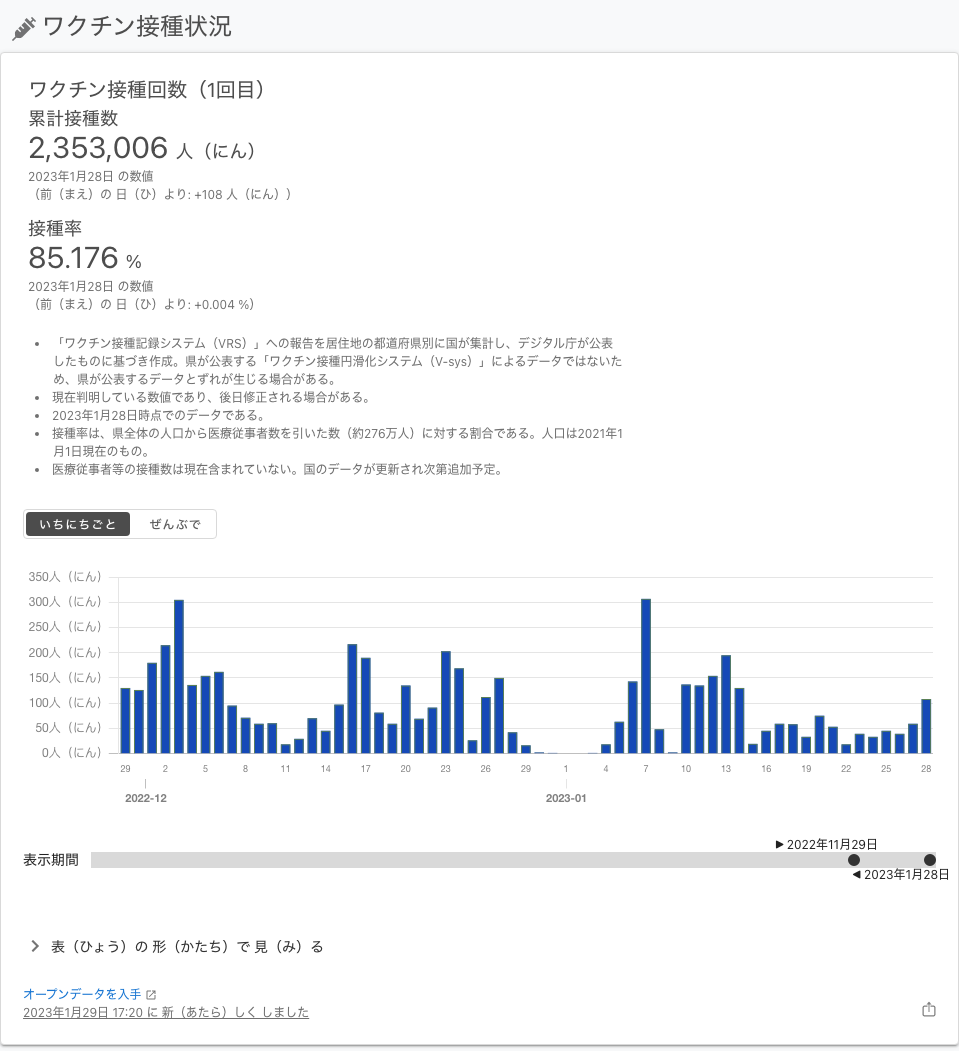 ワクチン接種状況
ワクチン接種回数（1回目）
累計接種数
2,353,006 人（にん）
2023年1月28日 の数値
（前（まえ）の 日（ひ）より: +108 人（にん））
接種率
85.176 %
2023年1月28日 の数値
（前（まえ）の 日（ひ）より: +0.004 %）
• 「ワクチン接種記録システム（VRS）」への報告を居住地の都道府県別に国が集計し、デジタル庁が公表
したものに基づき作成。県が公表する「ワクチン接種円滑化システム（V-sys）」によるデータではないた
め、県が公表するデータとずれが生じる場合がある。
• 現在判明している数値であり、後日修正される場合がある。
• 2023年1月28日時点でのデータである。
• 接種率は、県全体の人口から医療従事者数を引いた数（約276万人）に対する割合である。人口は2021年1
月1日現在のもの。
• 医療従事者等の接種数は現在含まれていない。国のデータが更新され次第追加予定。
いちにちごと ぜんぶで
350人（にん）
300人（にん）
250人（にん）
200人（にん）
150人（にん）
100人（にん）
50人（にん）
0人（にん）
29 2 5 8 11 14 17 20 23 26 29 1 4 7 10 13 16 19 22 25 28
2022-12 2023-01
▶ 2022年11月29日
表示期間
◀ 2023年1月28日
表（ひょう）の 形（かたち）で 見（み）る
オープンデータを入手
2023年1月29日 17:20 に 新（あたら）しく しました